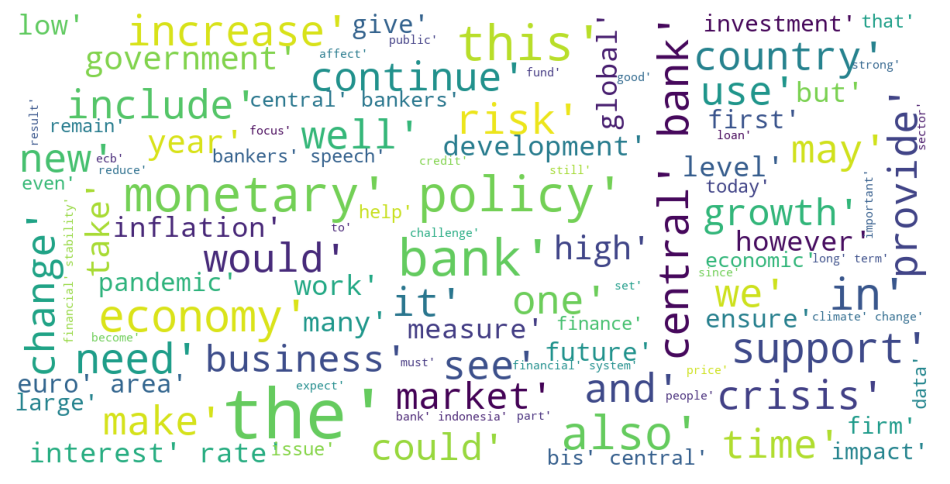 low'
increase'
give'
public'
investment'
that'
government'
affect'
this'
global'
central' bank'
country'
strong'
continue'
fund'
good'
include'
central' bankers'
use'
but'
result'
remain'
focus'
year'
well'
risk'
first'
loan'
provide'
sector'
new'
ecb'
reduce'
bankers' speech'
development'
credit'
still'
level'
may'
even'
today'
important'
change'
financial' stability'
take'
monetary' policy'
help'
growth'
inflation'
to'
challenge'
would'
bank'
high'
however'
economic'
long' term'
since'
pandemic'
work'
it'
one'
set'
we'
in'
economy'
many'
measure'
finance'
ensure'
climate' change'
become'
need'
business'
must'
see'
future'
financial' system'
support'
price'
data'
euro' area'
expect'
market'
and'
people'
crisis'
large'
make'
the'
bank' indonesia'
part'
also'
time'
firm'
interest' rate'
issue'
could'
bis' central'
impact'